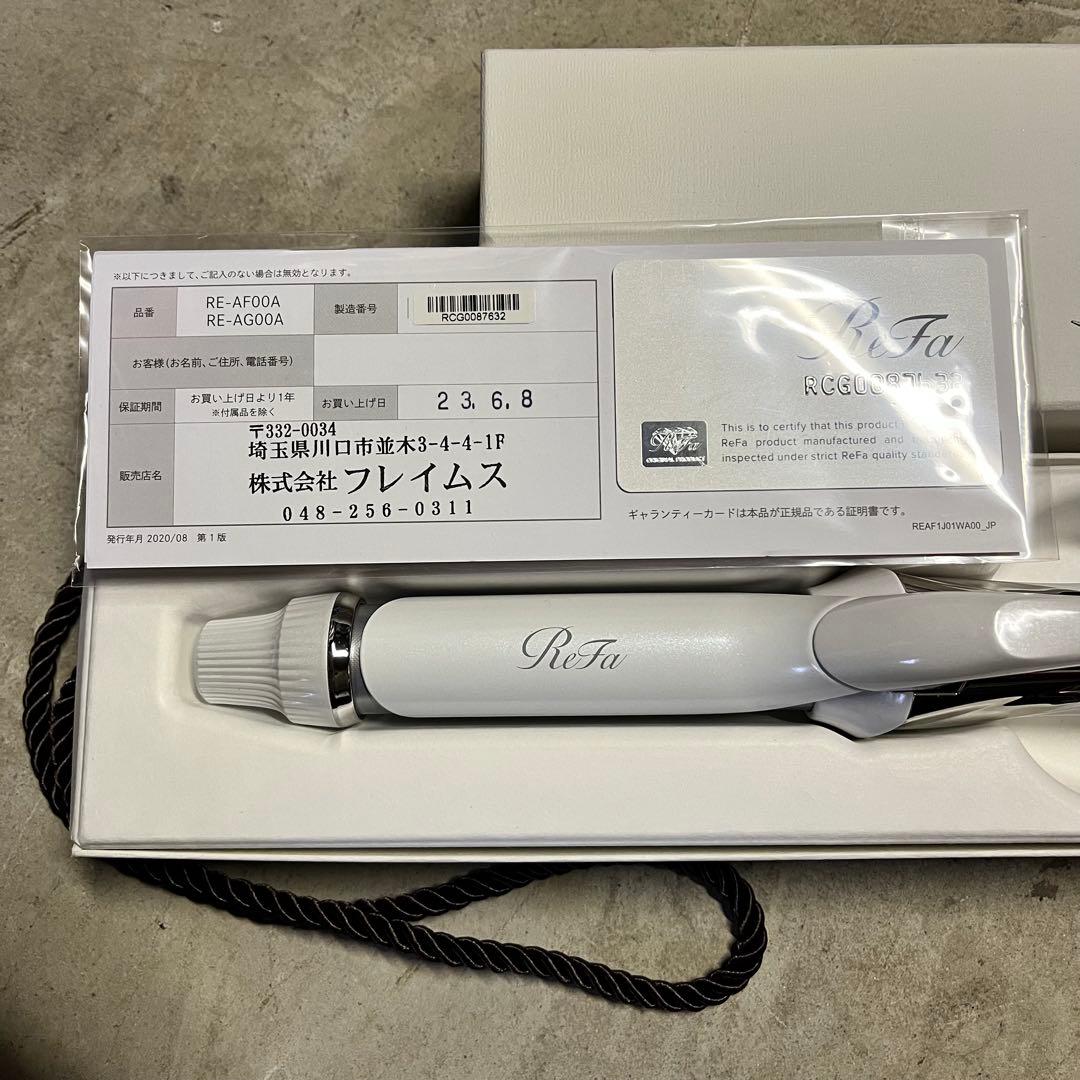 ※以下につきまして、ご記入のない場合は無効となります。
品番
RE-AF00A
RE-AG00A
製造番号
RCG0087632
お客様(お名前、ご住所、電話番号)
保証期間
お買い上げ日より1年
※付属品を除く
お買い上げ日
23.6.8
販売店名
〒332-0034
埼玉県川口市並木3-4-4-1F
株式会社 フレイムス
048-256-0311
発行年月 2020/08 第1版
ReFa
RCG0087632
This is to certify that this product
ReFa product manufactured and
inspected under strict ReFa quality standards.
ORIGINAL PRODUCT
ギャランティーカードは本品が正規品である証明書です。
REAF1J01WA00_JP
ReFa